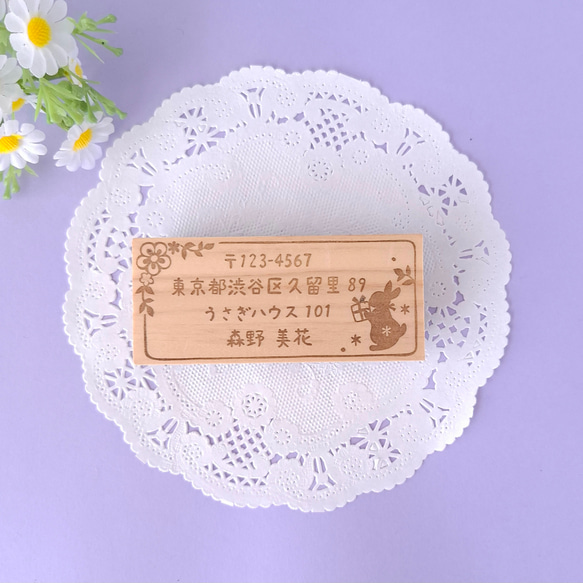 〒123-4567
東京都渋谷区久留里 89
うさぎハウス 101
森野 美花